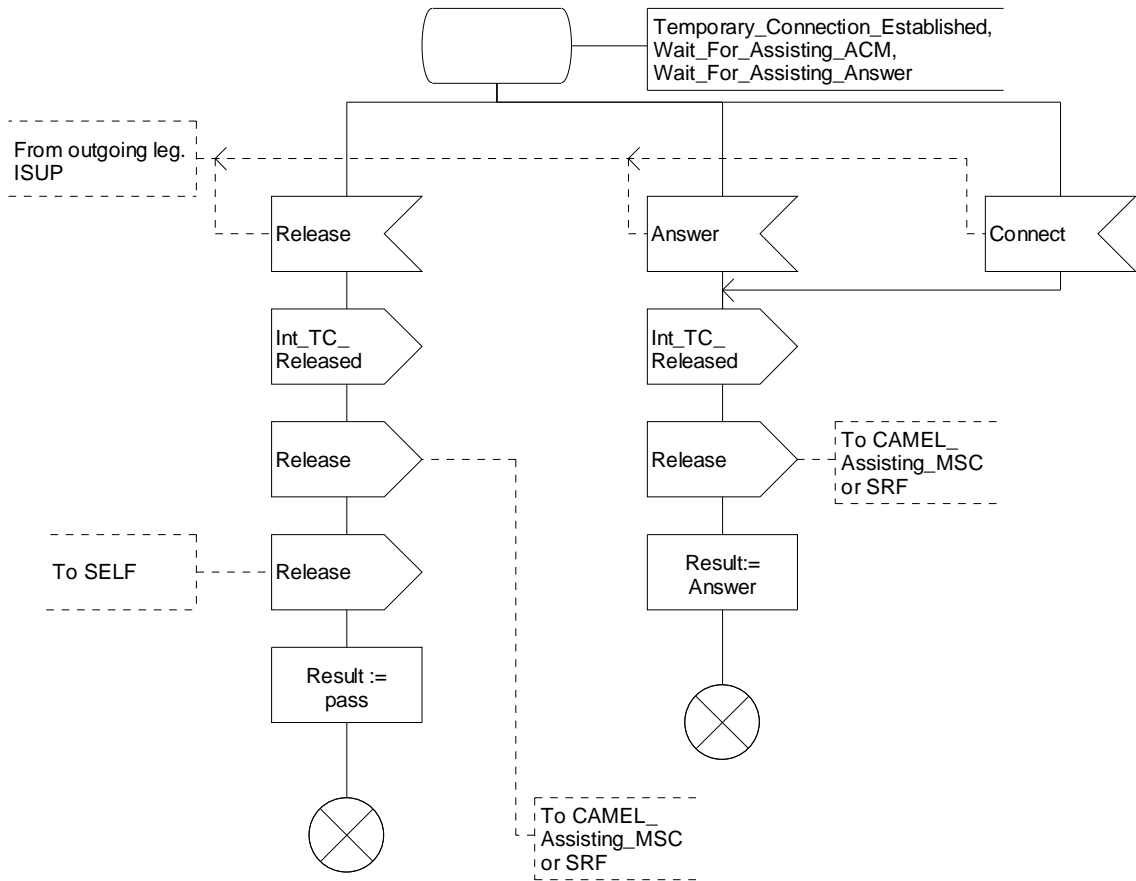 Temporary_Connection_Established,
Wait_For_Assisting_ACM,
Wait_For_Assisting_Answer
From outgoing leg.
ISUP
Release
Answer
Connect
Int_TC_
Released
Int_TC_
Released
Release
Release
To CAMEL_
Assisting_MSC
or SRF
To SELF
Release
Result:=
Answer
Result :=
pass
To CAMEL_
Assisting_MSC
or SRF